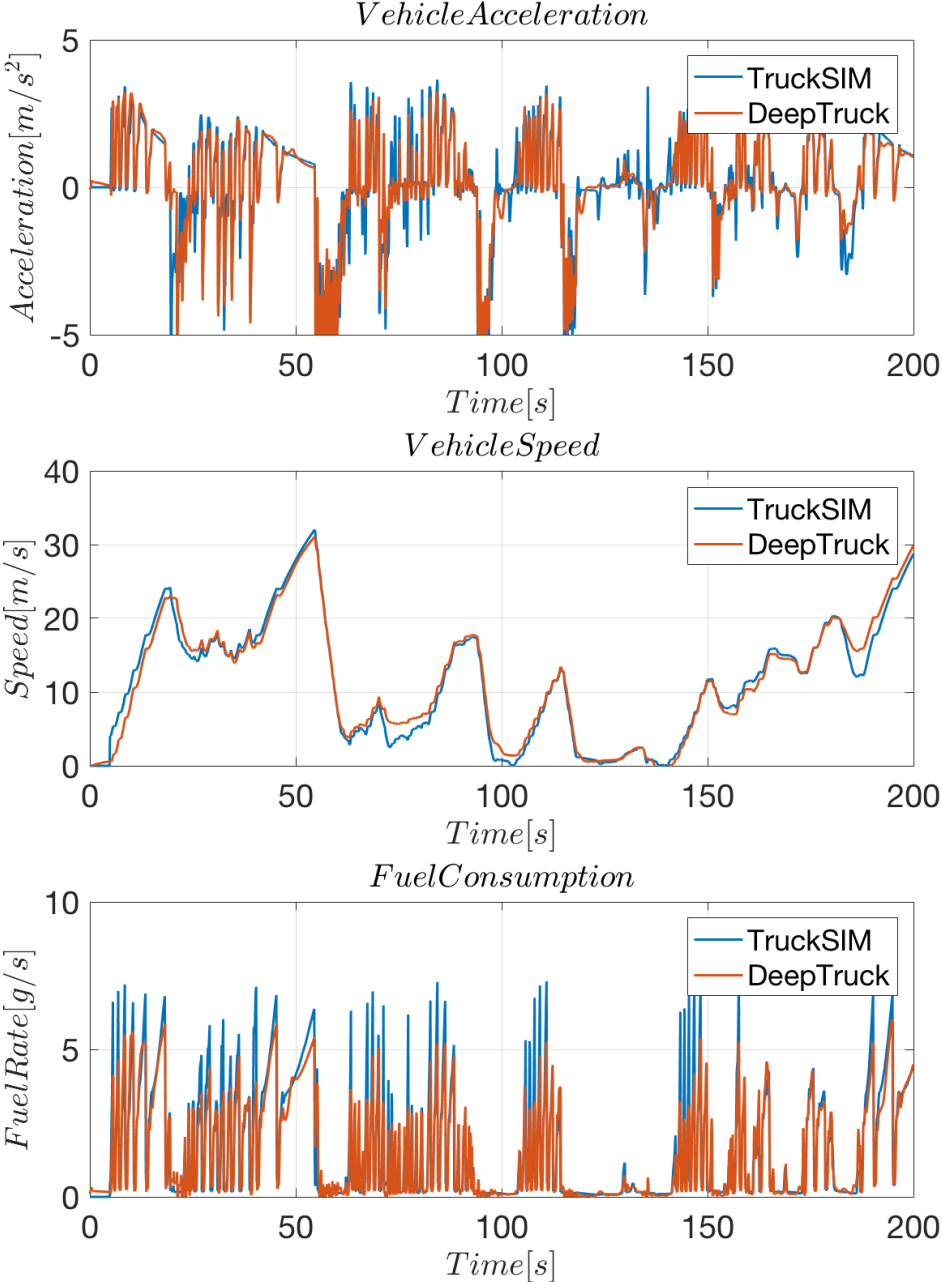 VehicleAcceleration
Acceleration[m/s²]
5
0
-5
TruckSIM
DeepTruck
0 50 100 150 200
Time[s]
VehicleSpeed
Speed[m/s]
40
30
20
10
0
TruckSIM
DeepTruck
0 50 100 150 200
Time[s]
FuelConsumption
FuelRate[g/s]
10
5
0
TruckSIM
DeepTruck
0 50 100 150 200
Time[s]